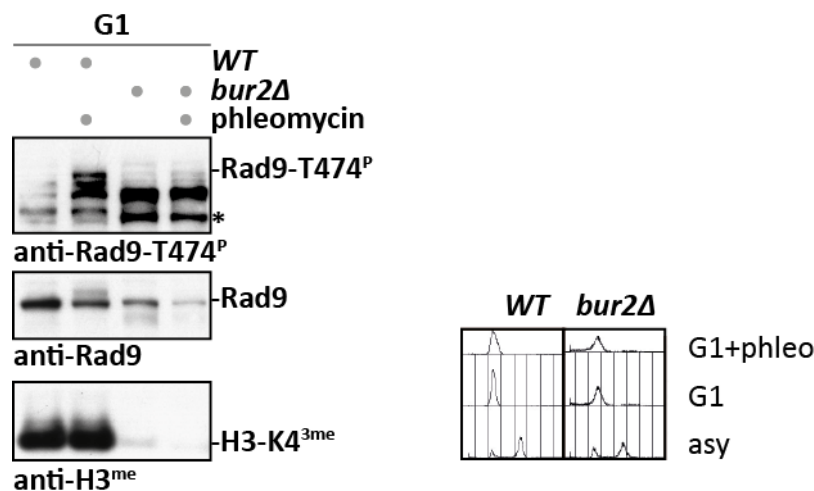 G1
WT
bur2Δ
phleomycin
-Rad9-T474ᴾ
*
anti-Rad9-T474ᴾ
-Rad9
anti-Rad9
-H3-K4³ᵐᵉ
anti-H3ᵐᵉ
WT bur2Δ
G1+phleo
G1
asy